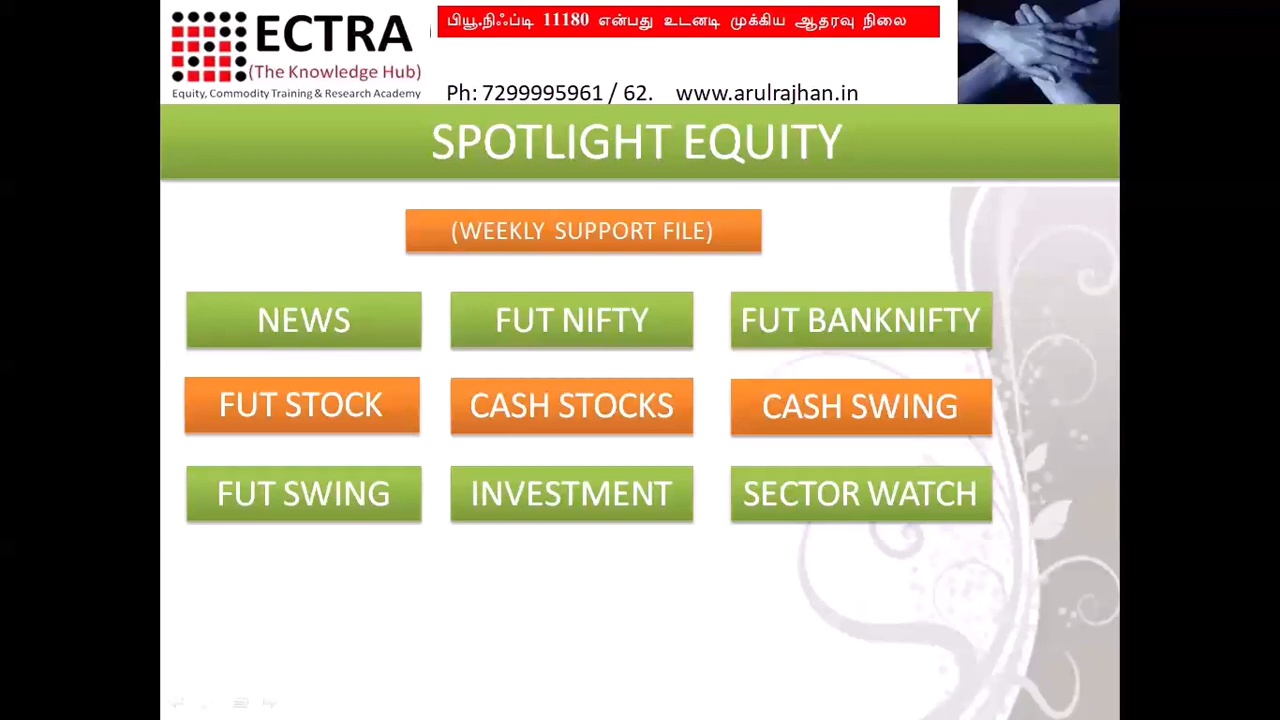 ECTRA
(The Knowledge Hub)
Equity, Commodity Training & Research Academy
பியூ.நிஃப்டி 11180 என்பது உடனடி முக்கிய ஆதரவு நிலை
Ph: 7299995961 / 62. www.arulrajhan.in
SPOTLIGHT EQUITY
(WEEKLY SUPPORT FILE)
NEWS FUT NIFTY FUT BANKNIFTY
FUT STOCK CASH STOCKS CASH SWING
FUT SWING INVESTMENT SECTOR WATCH